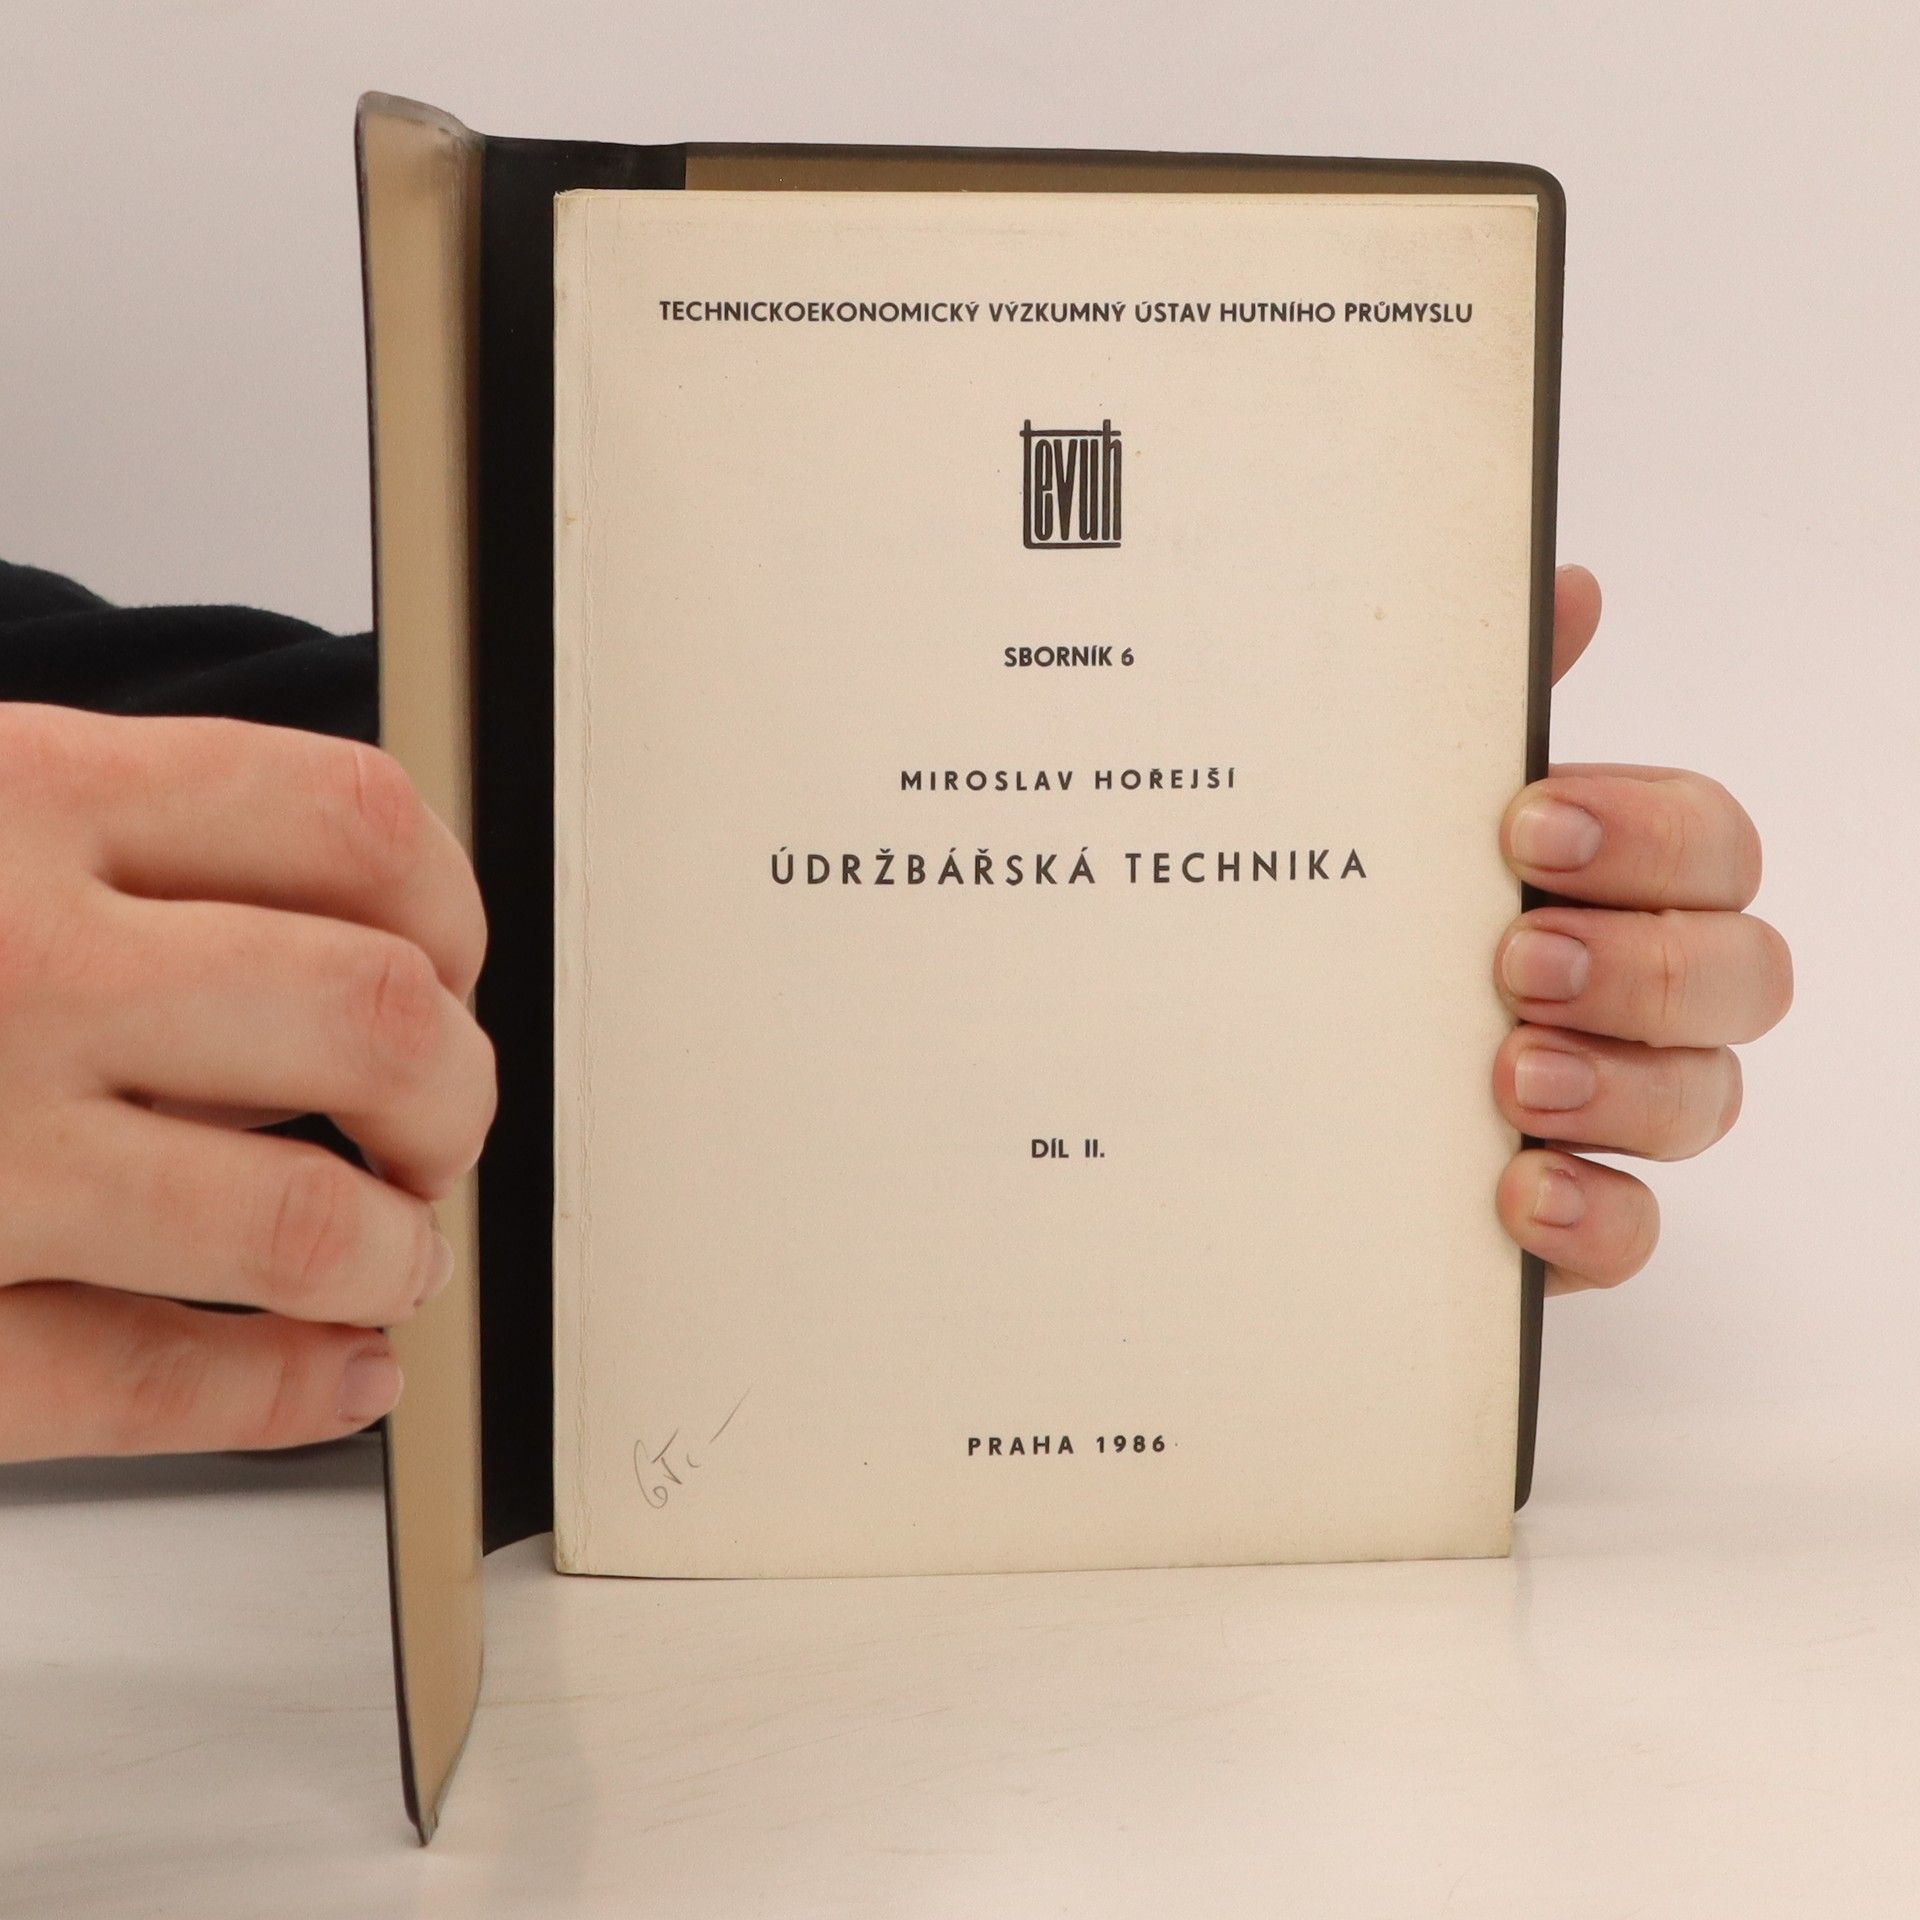 TECHNICKOEKONOMICKÝ VÝZKUMNÝ ÚSTAV HUTNÍHO PRŮMYSLU
tevuh
SBORNÍK 6
MIROSLAV HOŘEJŠÍ
ÚDRŽBÁŘSKÁ TECHNIKA
DÍL II.
PRAHA 1986